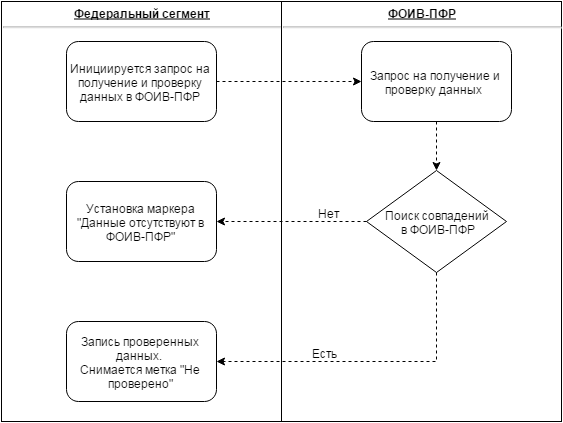 Федеральный сегмент
ФОИВ-ПФР
Инициируется запрос на
получение и проверку
данных в ФОИВ-ПФР
Запрос на получение и
проверку данных
Установка маркера
"Данные отсутствуют в
ФОИВ-ПФР"
Нет
Поиск совпадений
в ФОИВ-ПФР
Запись проверенных
данных.
Снимается метка "Не
проверено"
Есть